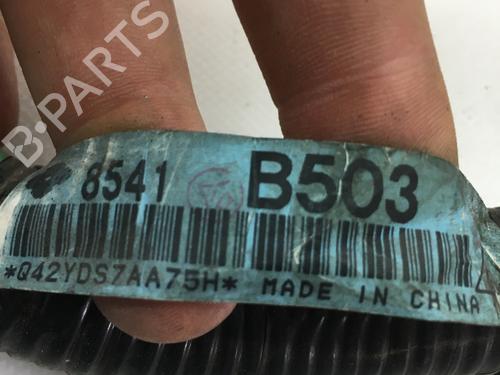 B-PARTS
8541 B503
*Q42YDS7AA75H* MADE IN CHINA